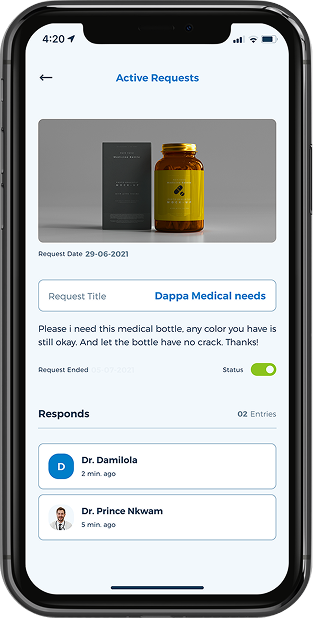 4:20
Active Requests
Request Date 29-06-2021
Request Title Dappa Medical needs
Please i need this medical bottle, any color you have is
still okay. And let the bottle have no crack. Thanks!
Request Ended
Status
Responds 02 Entries
D Dr. Damilola
2 min. ago
Dr. Prince Nkwam
5 min. ago